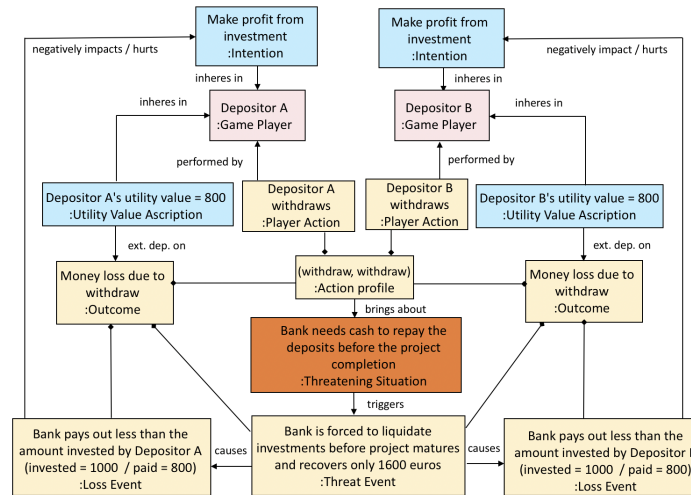 Make profit from
investment
:Intention
Make profit from
investment
:Intention
negatively impacts / hurts
negatively impact / hurts
inheres in
inheres in
inheres in
inheres in
Depositor A
:Game Player
Depositor B
:Game Player
performed by
performed by
Depositor A's utility value = 800
:Utility Value Ascription
Depositor A
withdraws
:Player Action
Depositor B
withdraws
:Player Action
Depositor B's utility value = 800
:Utility Value Ascription
ext. dep. on
ext. dep. on
Money loss due to
withdraw
:Outcome
(withdraw, withdraw)
:Action profile
Money loss due to
withdraw
:Outcome
brings about
Bank needs cash to repay the
deposits before the project
completion
:Threatening Situation
triggers
Bank pays out less than the
amount invested by Depositor A
(invested = 1000 / paid = 800)
:Loss Event
causes
Bank is forced to liquidate
investments before project matures
and recovers only 1600 euros
:Threat Event
causes
Bank pays out less than the
amount invested by Depositor
(invested = 1000 / paid = 800)
:Loss Event